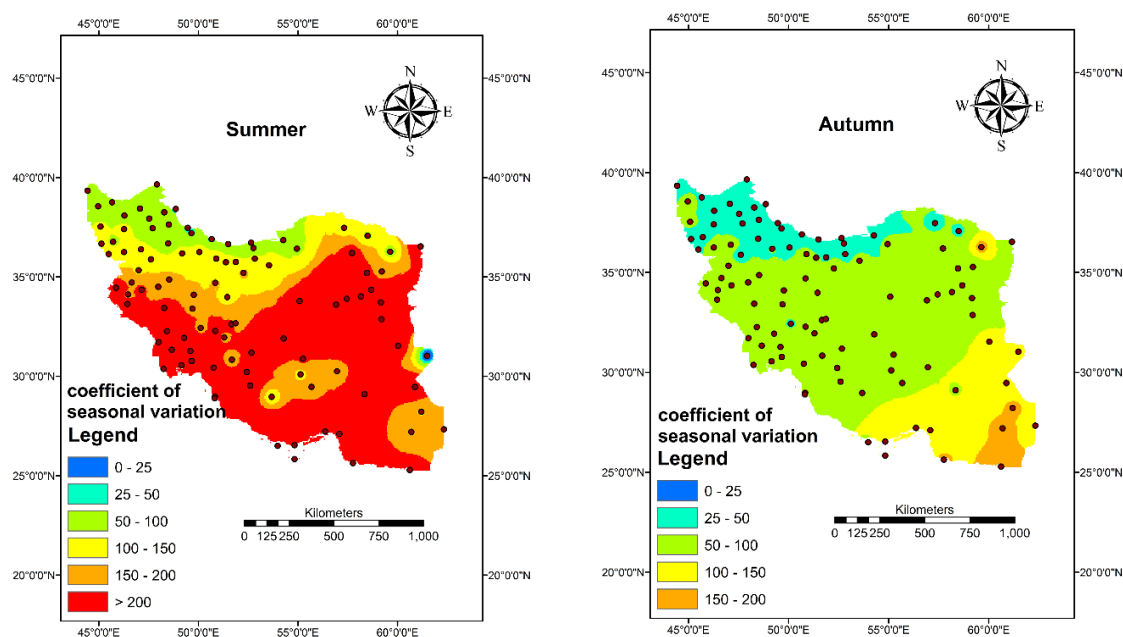 45°0'0"E 50°0'0"E 55°0'0"E 60°0'0"E
45°0'0"N
40°0'0"N
35°0'0"N
30°0'0"N
25°0'0"N
20°0'0"N
N
W E
S
Summer
coefficient of
seasonal variation
Legend
0 - 25
25 - 50
50 - 100
100 - 150
150 - 200
> 200
Kilometers
0 125 250 500 750 1,000
45°0'0"N
40°0'0"N
35°0'0"N
30°0'0"N
25°0'0"N
20°0'0"N
45°0'0"E 50°0'0"E 55°0'0"E 60°0'0"E
45°0'0"E 50°0'0"E 55°0'0"E 60°0'0"E
45°0'0"N
40°0'0"N
35°0'0"N
30°0'0"N
25°0'0"N
20°0'0"N
N
W E
S
Autumn
coefficient of
seasonal variation
Legend
0 - 25
25 - 50
50 - 100
100 - 150
150 - 200
Kilometers
0 125 250 500 750 1,000
45°0'0"N
40°0'0"N
35°0'0"N
30°0'0"N
25°0'0"N
20°0'0"N
45°0'0"E 50°0'0"E 55°0'0"E 60°0'0"E